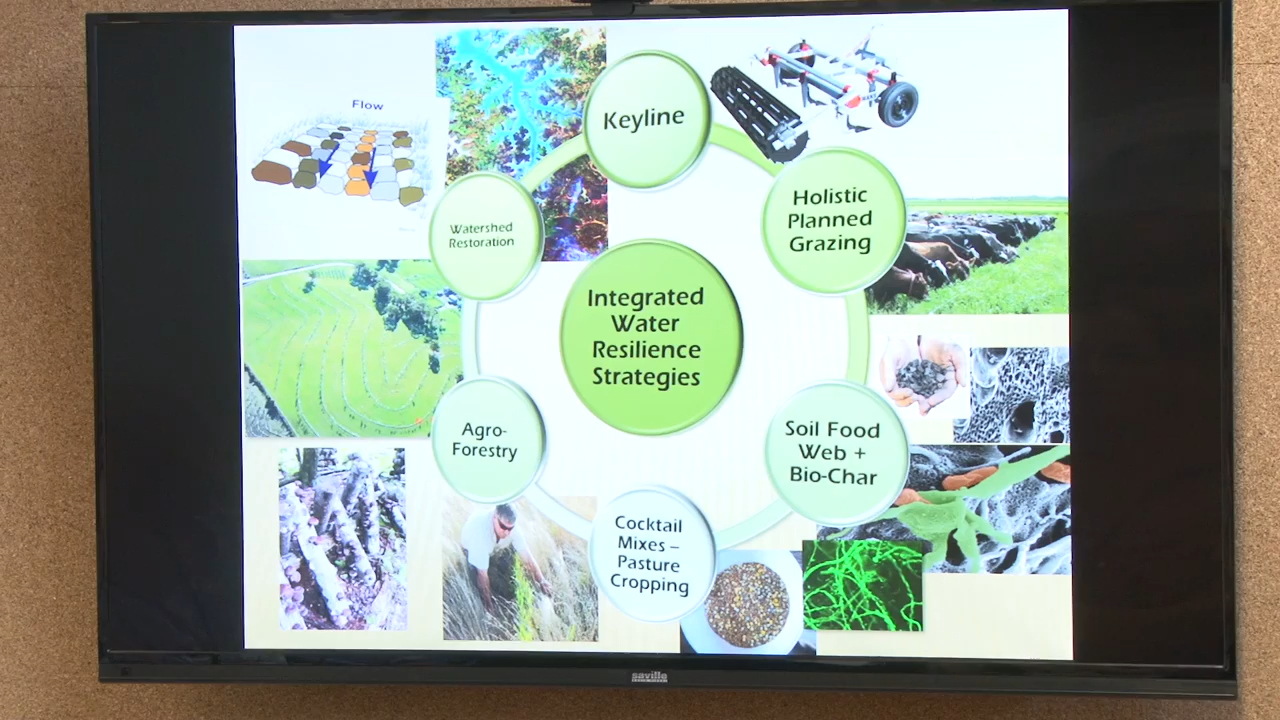 Flow
Keyline
Holistic
Planned
Grazing
Watershed
Restoration
Integrated
Water
Resilience
Strategies
Agro-
Forestry
Soil Food
Web +
Bio-Char
Cocktail
Mixes –
Pasture
Cropping
saville